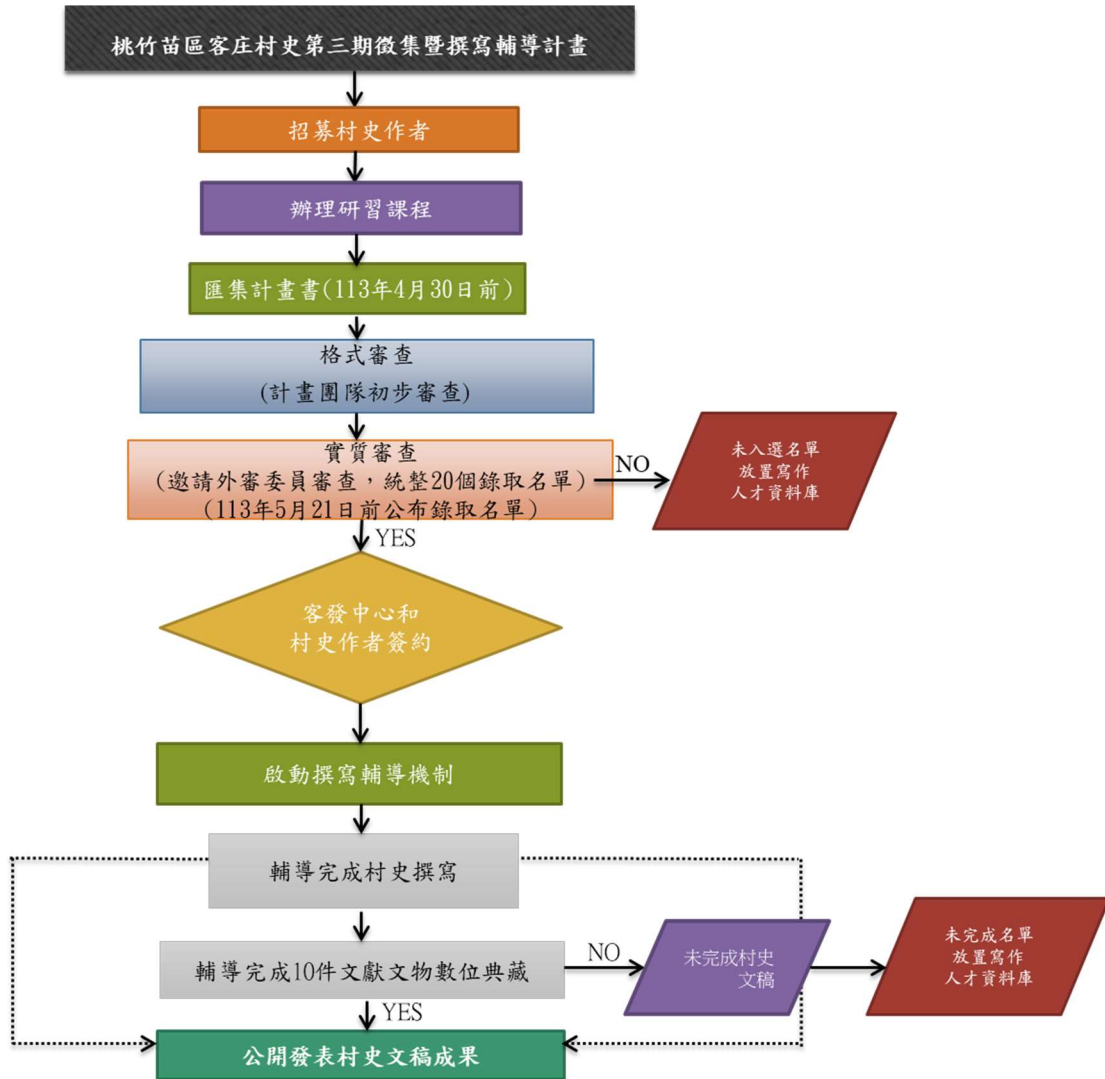 桃竹苗區客庄村史第三期徵集暨撰寫輔導計畫
招募村史作者
辦理研習課程
匯集計畫書(113年4月30日前)
格式審查
(計畫團隊初步審查)
實質審查
(邀請外審委員審查，統整20個錄取名單)
(113年5月21日前公布錄取名單)
NO
未入選名單
放置寫作
人才資料庫
YES
客發中心和
村史作者簽約
啟動撰寫輔導機制
輔導完成村史撰寫
輔導完成10件文獻文物數位典藏
NO
未完成村史
文稿
未完成名單
放置寫作
人才資料庫
YES
公開發表村史文稿成果